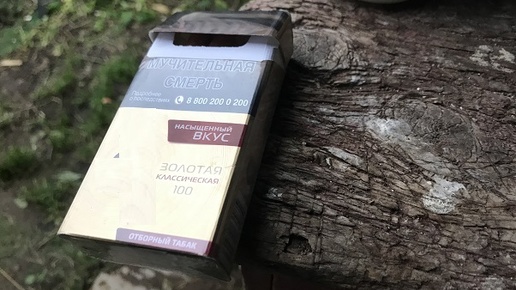 МУЧИТЕЛЬНАЯ
СМЕРТЬ
8 800 200 0 200
НАСЫЩЕННЫЙ
ВКУС
ЗОЛОТАЯ
КЛАССИЧЕСКАЯ
100
ОТБОРНЫЙ ТАБАК